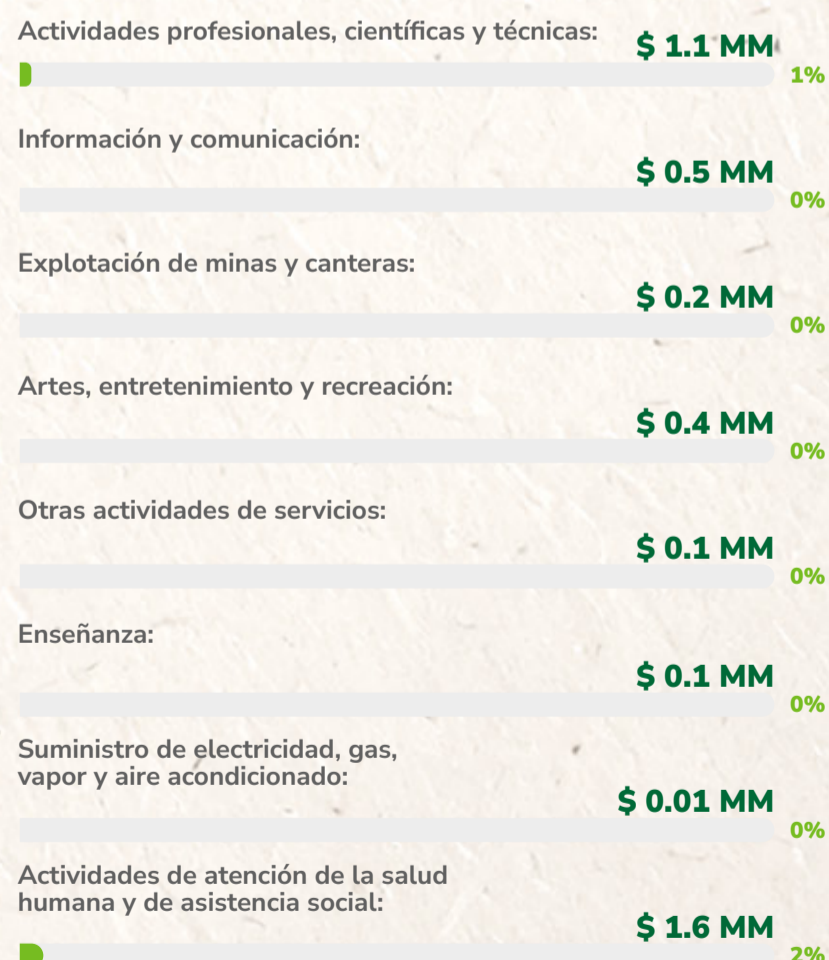 Actividades profesionales, científicas y técnicas:
$ 1.1 MM
1%
Información y comunicación:
$ 0.5 MM
0%
Explotación de minas y canteras:
$ 0.2 MM
0%
Artes, entretenimiento y recreación:
$ 0.4 MM
0%
Otras actividades de servicios:
$ 0.1 MM
0%
Enseñanza:
$ 0.1 MM
0%
Suministro de electricidad, gas,
vapor y aire acondicionado:
$ 0.01 MM
0%
Actividades de atención de la salud
humana y de asistencia social:
$ 1.6 MM
2%